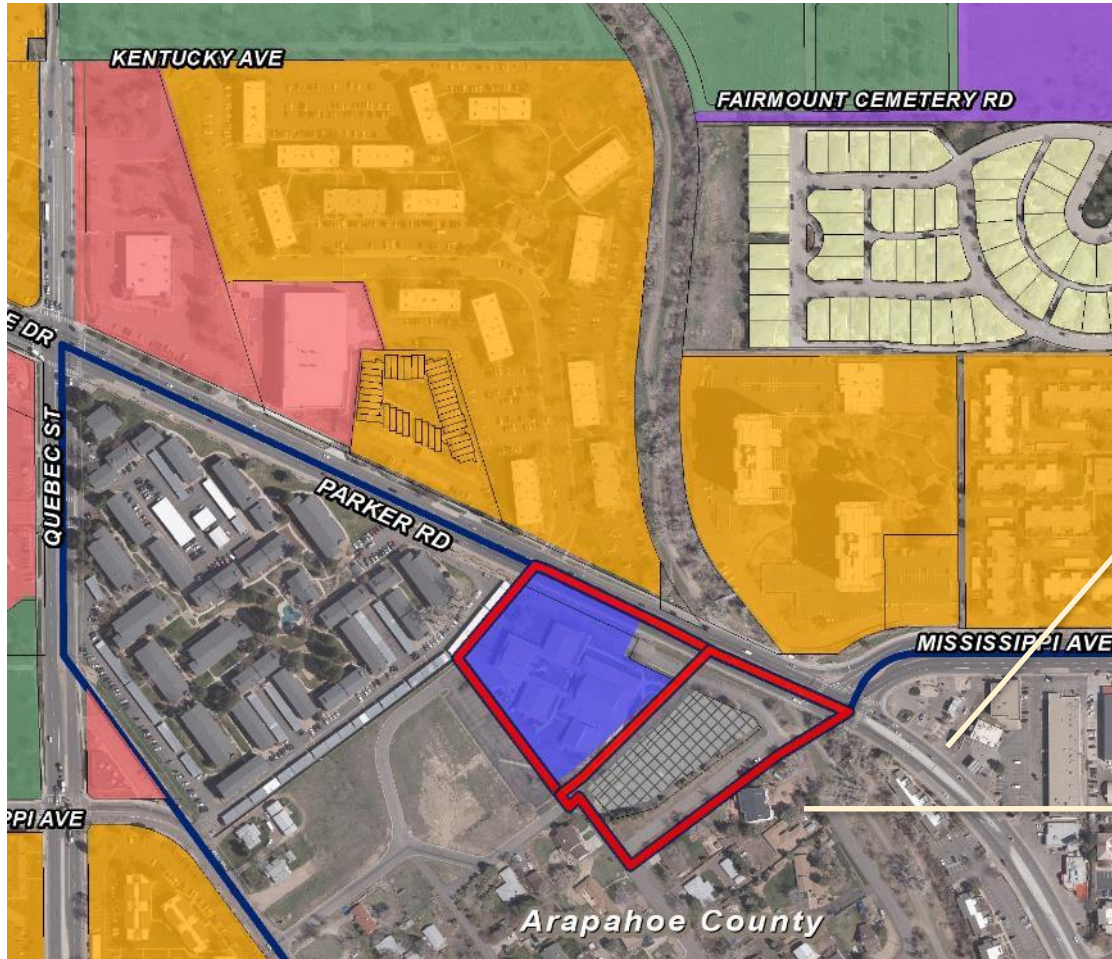 KENTUCKY AVE
FAIRMOUNT CEMETERY RD
E DR
QUEBEC ST
PARKER RD
MISSISSIPPI AVE
PPI AVE
Arapahoe County